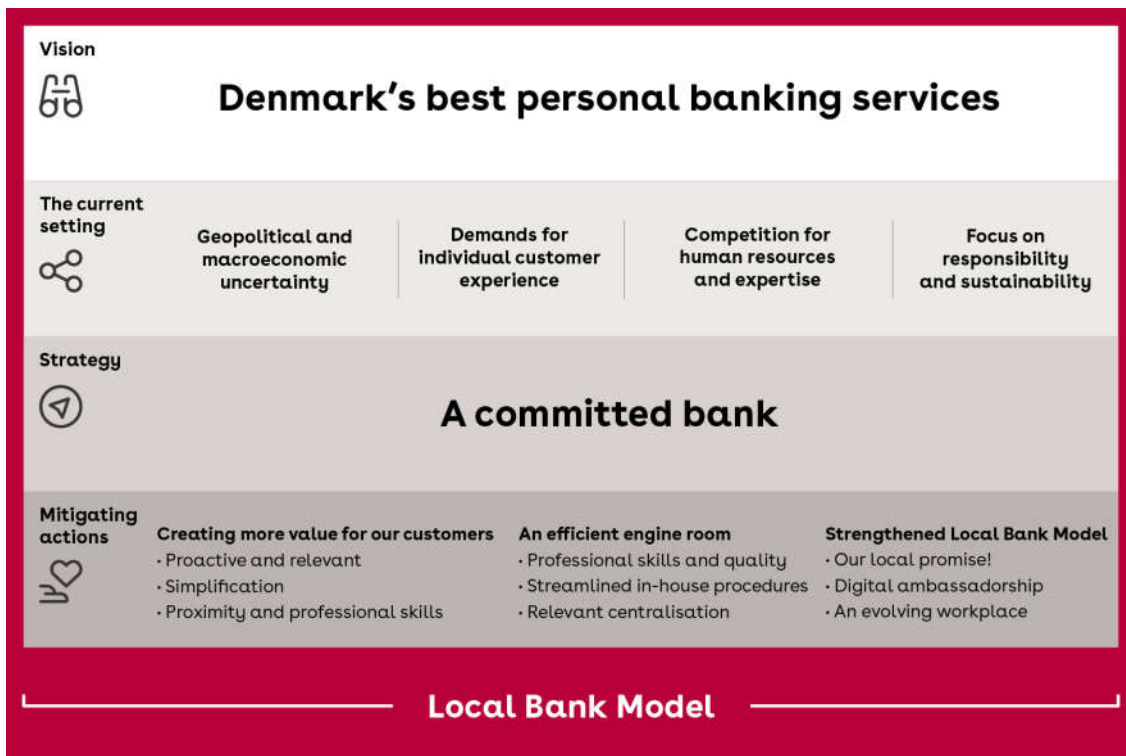 Vision
Denmark's best personal banking services
The current
setting
Geopolitical and
macroeconomic
uncertainty
Demands for
individual customer
experience
Competition for
human resources
and expertise
Focus on
responsibility
and sustainability
Strategy
A committed bank
Mitigating
actions
Creating more value for our customers
· Proactive and relevant
· Simplification
· Proximity and professional skills
An efficient engine room
· Professional skills and quality
· Streamlined in-house procedures
· Relevant centralisation
Strengthened Local Bank Model
· Our local promise!
· Digital ambassadorship
· An evolving workplace
Local Bank Model